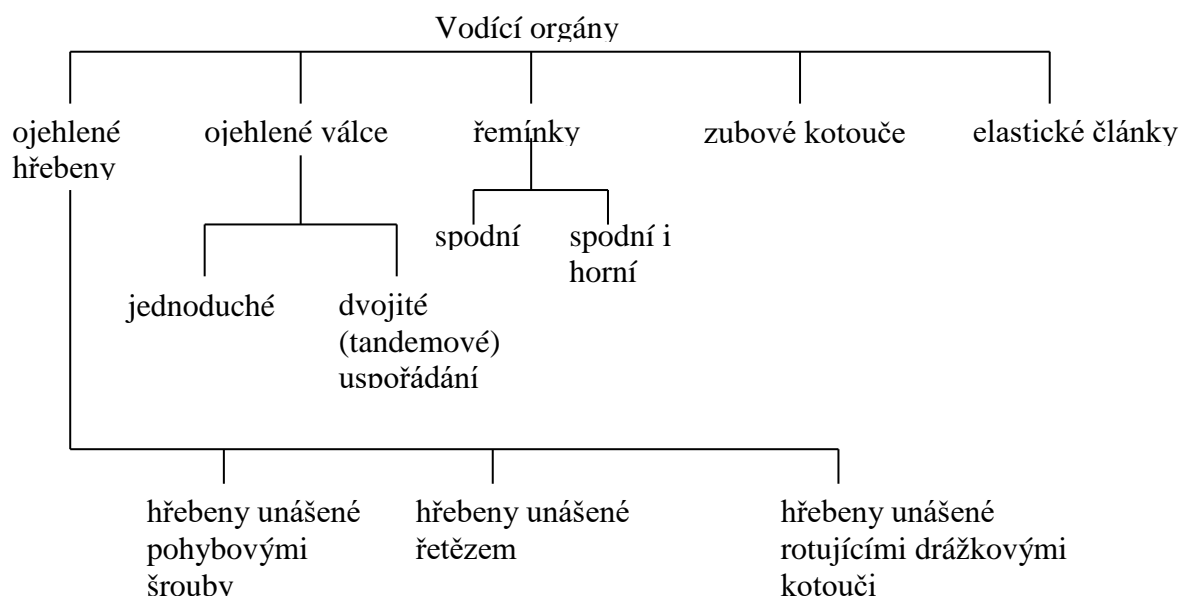 Vodící orgány
ojehlené
hřebeny
ojehlené válce
řemínky
zubové kotouče
elastické články
spodní
spodní i
horní
jednoduché
dvojité
(tandemové)
uspořádání
hřebeny unášené
pohybovými
šrouby
hřebeny unášené
řetězem
hřebeny unášené
rotujícími drážkovými
kotouči